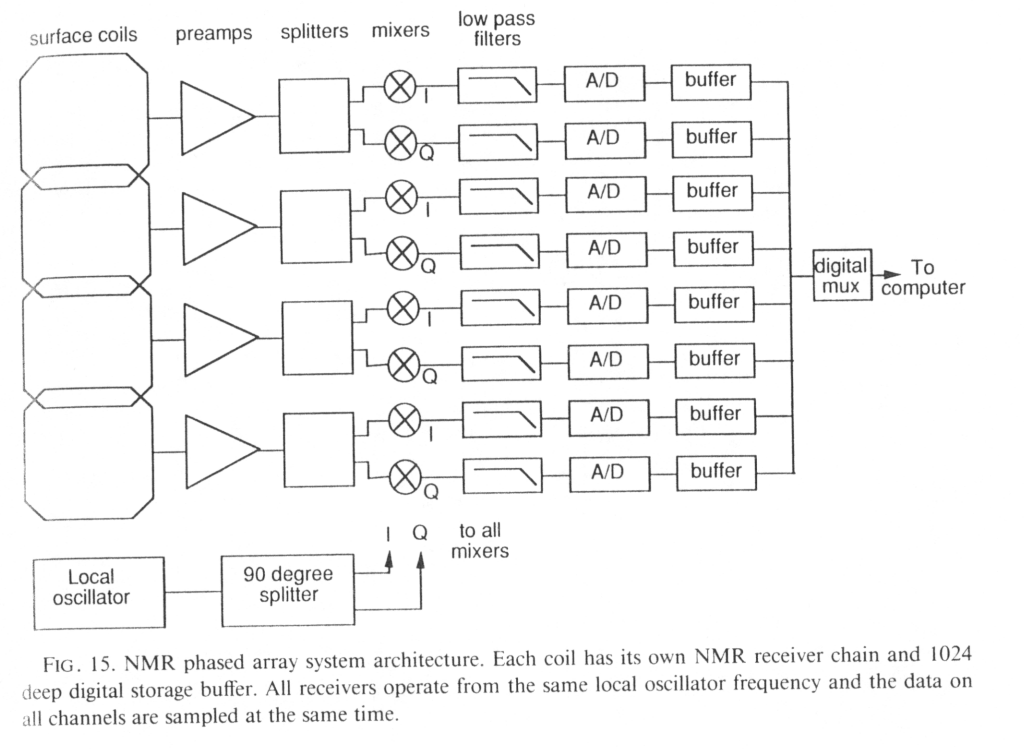 surface coils preamps splitters mixers low pass
filters
I A/D buffer
Q A/D buffer
I A/D buffer
Q A/D buffer
digital
mux
To
computer
I A/D buffer
Q A/D buffer
I A/D buffer
Q A/D buffer
I Q to all
mixers
Local
oscillator
90 degree
splitter
FIG. 15. NMR phased array system architecture. Each coil has its own NMR receiver chain and 1024
deep digital storage buffer. All receivers operate from the same local oscillator frequency and the data on
all channels are sampled at the same time.